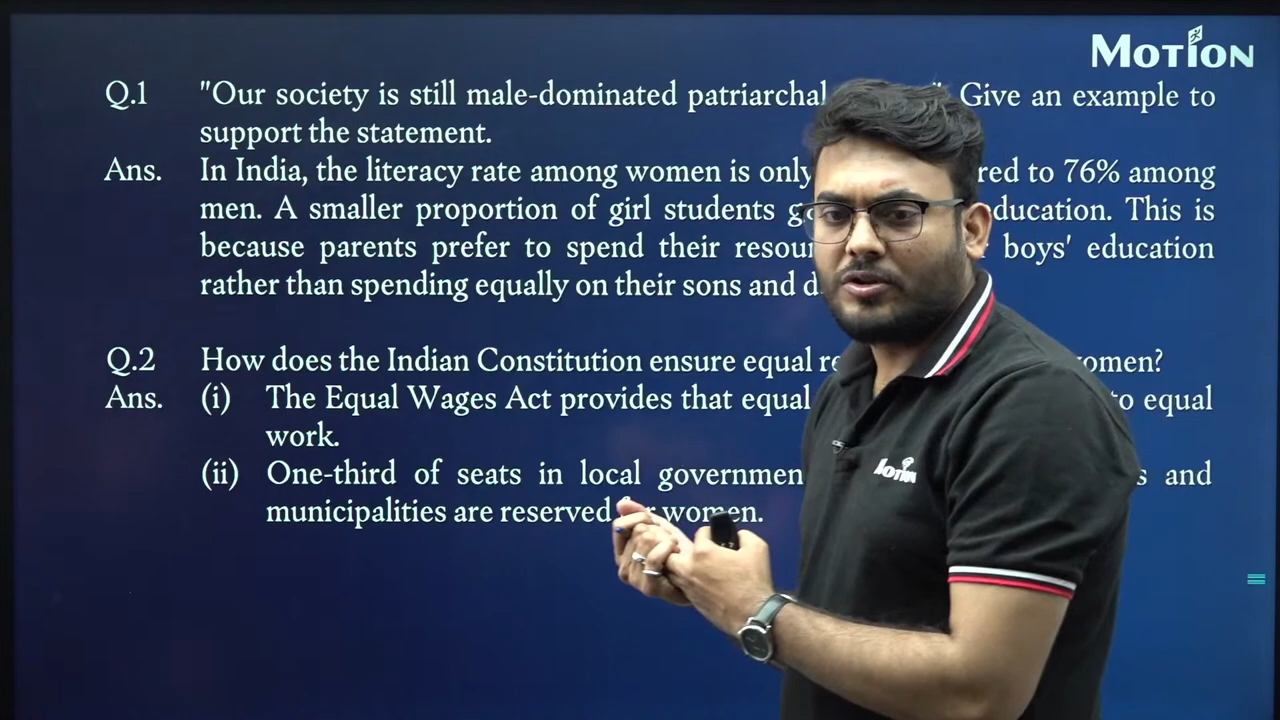 MOTION
Q.1 "Our society is still male-dominated patriarchal Give an example to
support the statement.
Ans. In India, the literacy rate among women is only red to 76% among
men. A smaller proportion of girl students ducation. This is
because parents prefer to spend their boys' education
rather than spending equally on their sons and
Q.2 How does the Indian Constitution ensure equal omen?
Ans. (i) The Equal Wages Act provides that equal to equal
work.
(ii) One-third of seats in local governmen s and
municipalities are reserved women.
MOTION